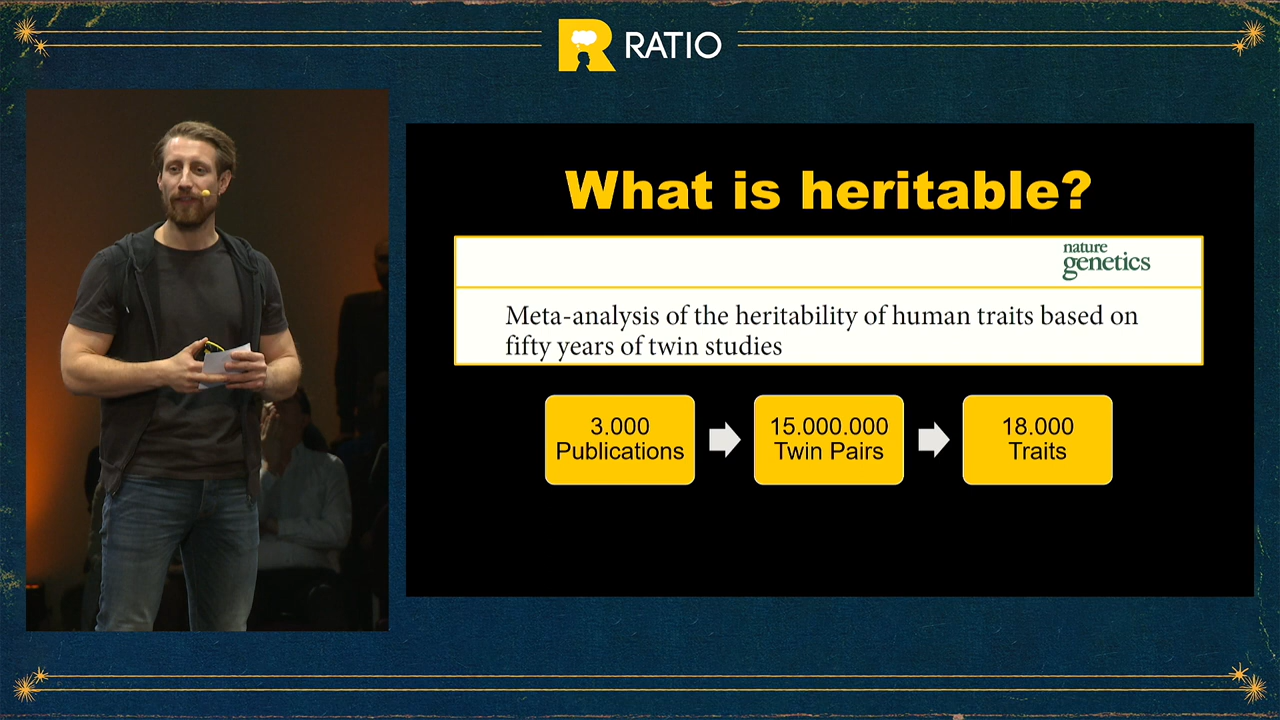 R RATIO
What is heritable?
nature
genetics
Meta-analysis of the heritability of human traits based on
fifty years of twin studies
3.000
Publications
15.000.000
Twin Pairs
18.000
Traits